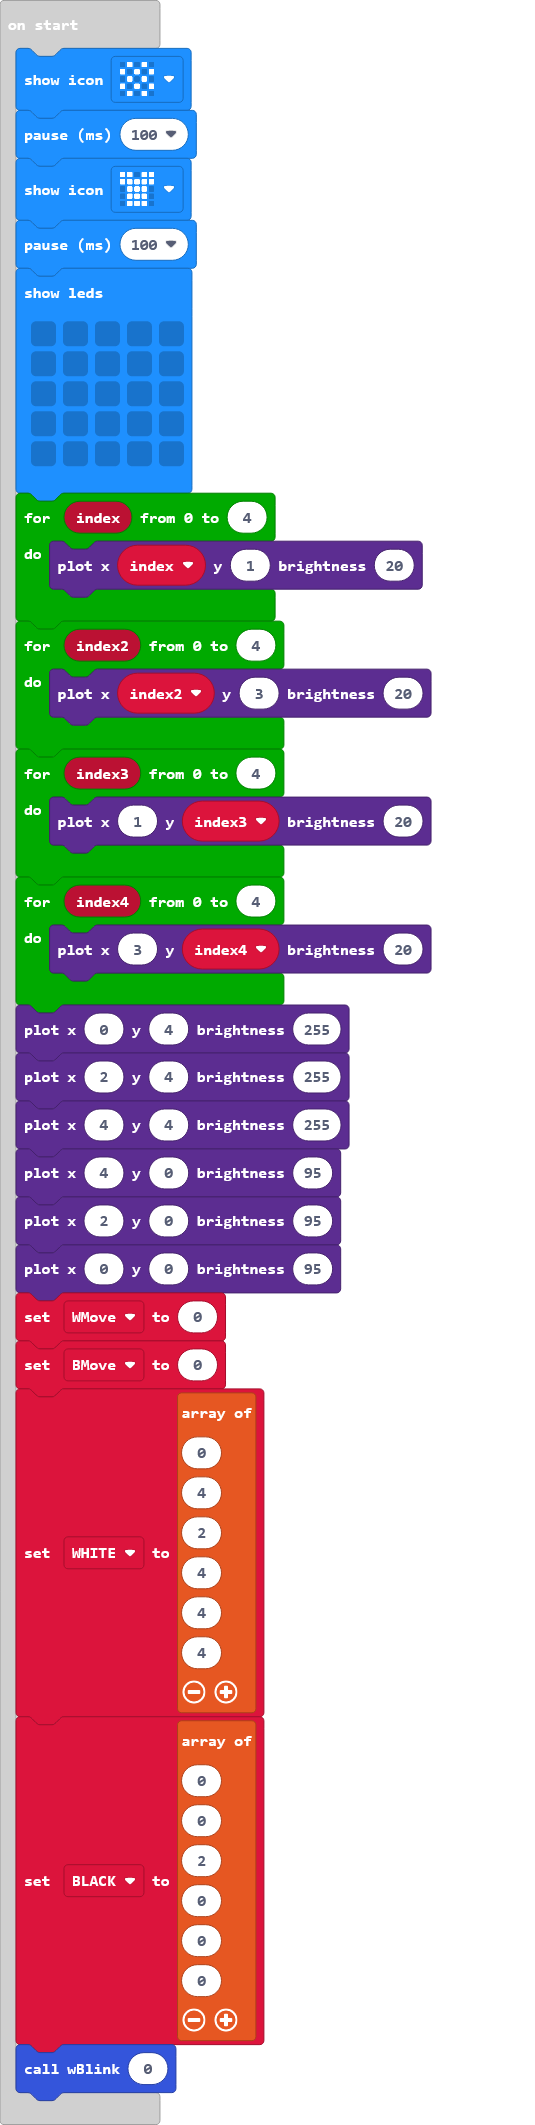 on start
show icon
pause (ms) 100
show icon
pause (ms) 100
show leds
for index from 0 to 4
do plot x index y 1 brightness 20
for index2 from 0 to 4
do plot x index2 y 3 brightness 20
for index3 from 0 to 4
do plot x 1 y index3 brightness 20
for index4 from 0 to 4
do plot x 3 y index4 brightness 20
plot x 0 y 4 brightness 255
plot x 2 y 4 brightness 255
plot x 4 y 4 brightness 255
plot x 4 y 0 brightness 95
plot x 2 y 0 brightness 95
plot x 0 y 0 brightness 95
set WMove to 0
set BMove to 0
set WHITE to
array of
0
4
2
4
4
4
set BLACK to
array of
0
0
2
0
0
0
call wBlink 0